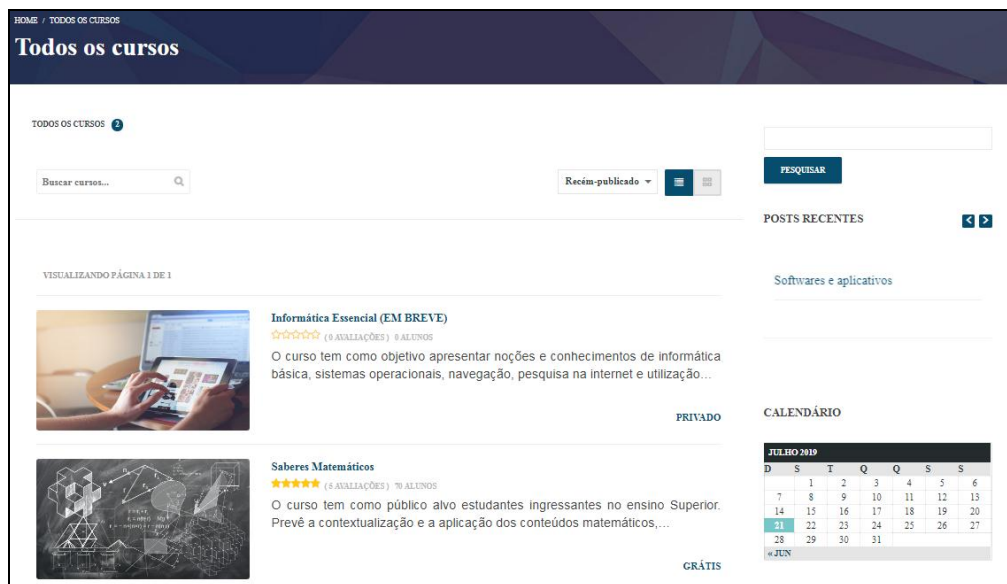 HOME / TODOS OS CURSOS
Todos os cursos
TODOS OS CURSOS 2
Buscar cursos...
Recém-publicado
VISUALIZANDO PÁGINA 1 DE 1
Informática Essencial (EM BREVE)
( 0 AVALIAÇÕES ) 0 ALUNOS
O curso tem como objetivo apresentar noções e conhecimentos de informática
básica, sistemas operacionais, navegação, pesquisa na internet e utilização...
PRIVADO
Saberes Matemáticos
( 6 AVALIAÇÕES ) 70 ALUNOS
O curso tem como público alvo estudantes ingressantes no ensino Superior.
Prevê a contextualização e a aplicação dos conteúdos matemáticos,...
GRÁTIS
PESQUISAR
POSTS RECENTES
Softwares e aplicativos
CALENDÁRIO
JULHO 2019
D S T Q Q S S
1 2 3 4 5 6
7 8 9 10 11 12 13
14 15 16 17 18 19 20
21 22 23 24 25 26 27
28 29 30 31
« JUN